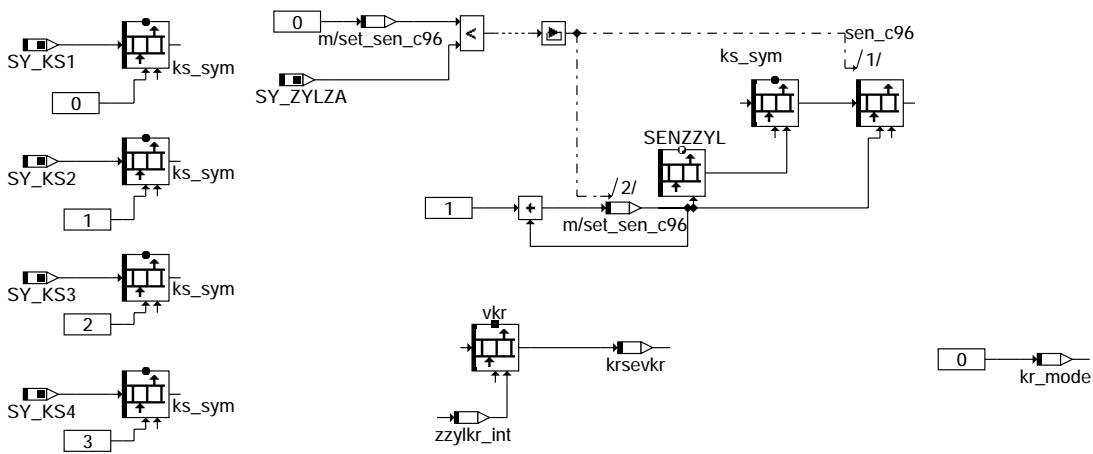 0
m/set_sen_c96
<
SY_ZYLZA
sen_c96
/1/
ks_sym
SENZZYL
/2/
1
+
m/set_sen_c96
SY_KS1
ks_sym
0
SY_KS2
ks_sym
1
SY_KS3
ks_sym
2
SY_KS4
ks_sym
3
vkr
krsevkr
zzylkr_int
0
kr_mode